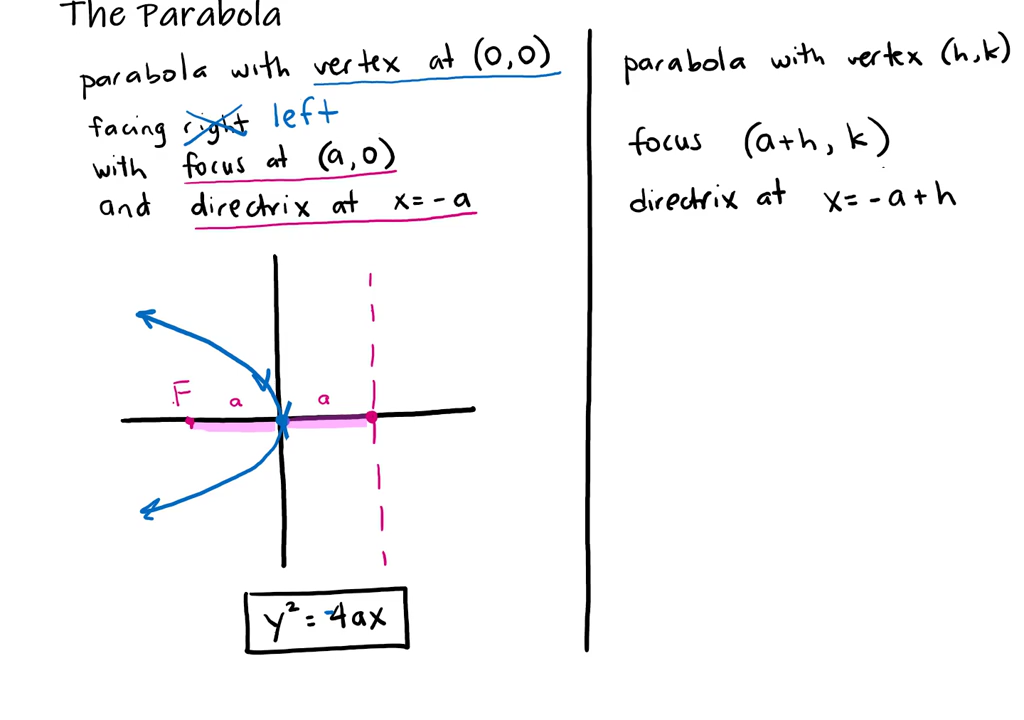 The Parabola
parabola with vertex at (0,0)
facing right left
with focus at (a,0)
and directrix at x=-a
F a a
y²=-4ax
parabola with vertex (h,k)
focus (a+h, k)
directrix at x=-a+h